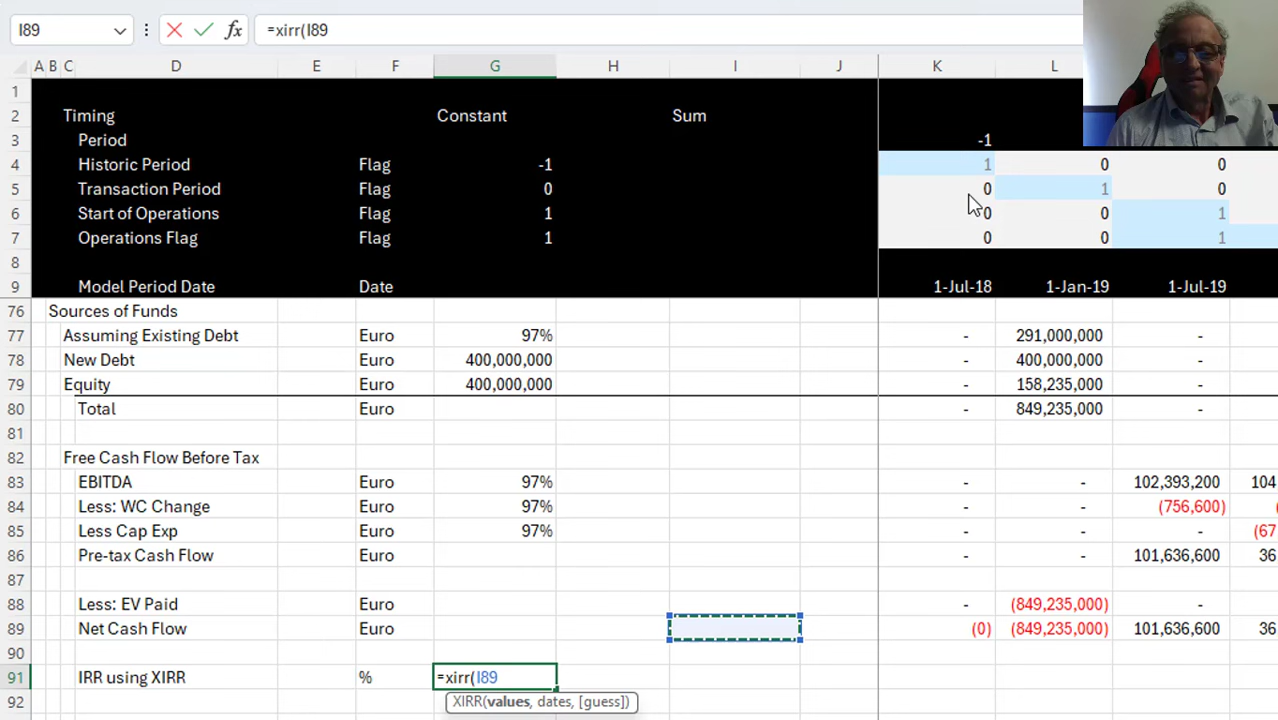 I89 fx =xirr(I89
A B C D E F G H I J K L
1
2 Timing Constant Sum
3 Period -1
4 Historic Period Flag -1 1 0 0
5 Transaction Period Flag 0 0 1 0
6 Start of Operations Flag 1 0 0 1
7 Operations Flag Flag 1 0 0 1
8
9 Model Period Date Date 1-Jul-18 1-Jan-19 1-Jul-19
76 Sources of Funds
77 Assuming Existing Debt Euro 97% - 291,000,000 -
78 New Debt Euro 400,000,000 - 400,000,000 -
79 Equity Euro 400,000,000 - 158,235,000 -
80 Total Euro - 849,235,000 -
81
82 Free Cash Flow Before Tax
83 EBITDA Euro 97% - - 102,393,200 104
84 Less: WC Change Euro 97% - - (756,600) (
85 Less Cap Exp Euro 97% - - - (67
86 Pre-tax Cash Flow Euro - - 101,636,600 36
87
88 Less: EV Paid Euro - (849,235,000) -
89 Net Cash Flow Euro (0) (849,235,000) 101,636,600 36
90
91 IRR using XIRR % =xirr(I89
92 XIRR(values, dates, [guess])